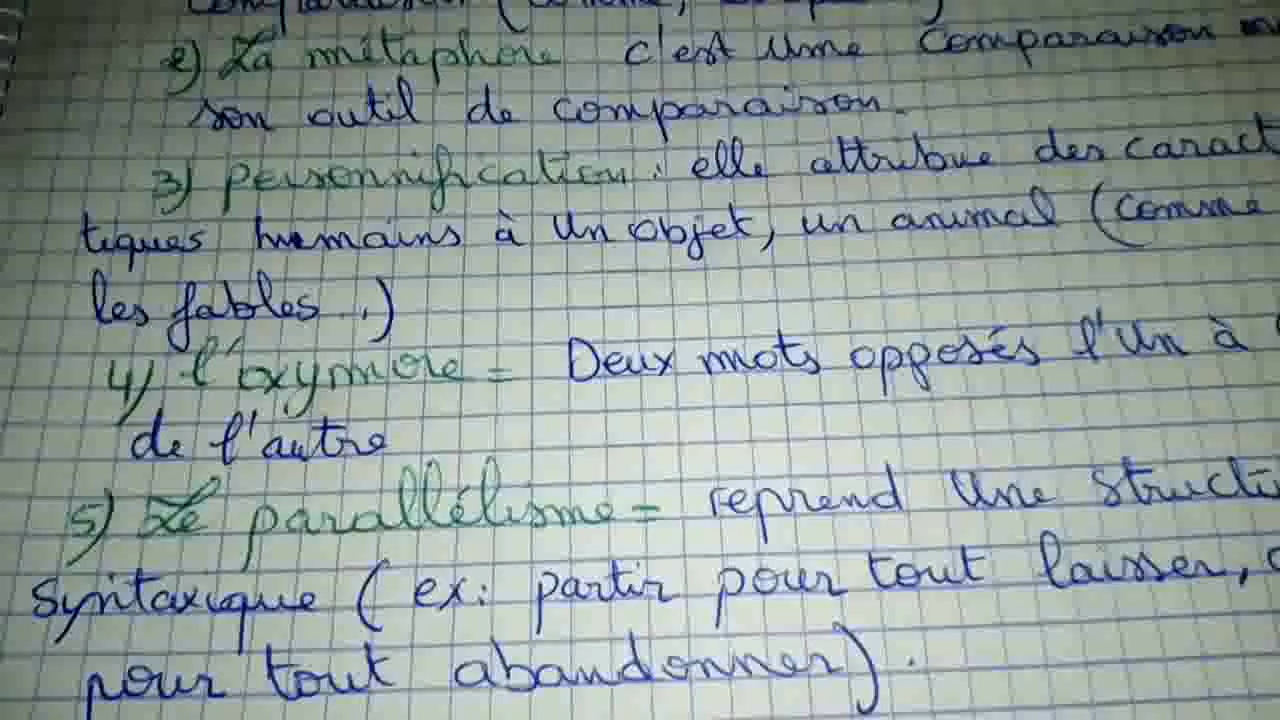 2) La métaphore c'est une comparaison
son outil de comparaison.
3) personnification : elle attribue des caract
tiques humains à un objet, un animal (comme
les fables .)
4) l'oxymore = Deux mots opposés l'un à
de l'autre
5) Le parallélisme = reprend une structu
syntaxique (ex: partir pour tout laisser,
pour tout abandonner).